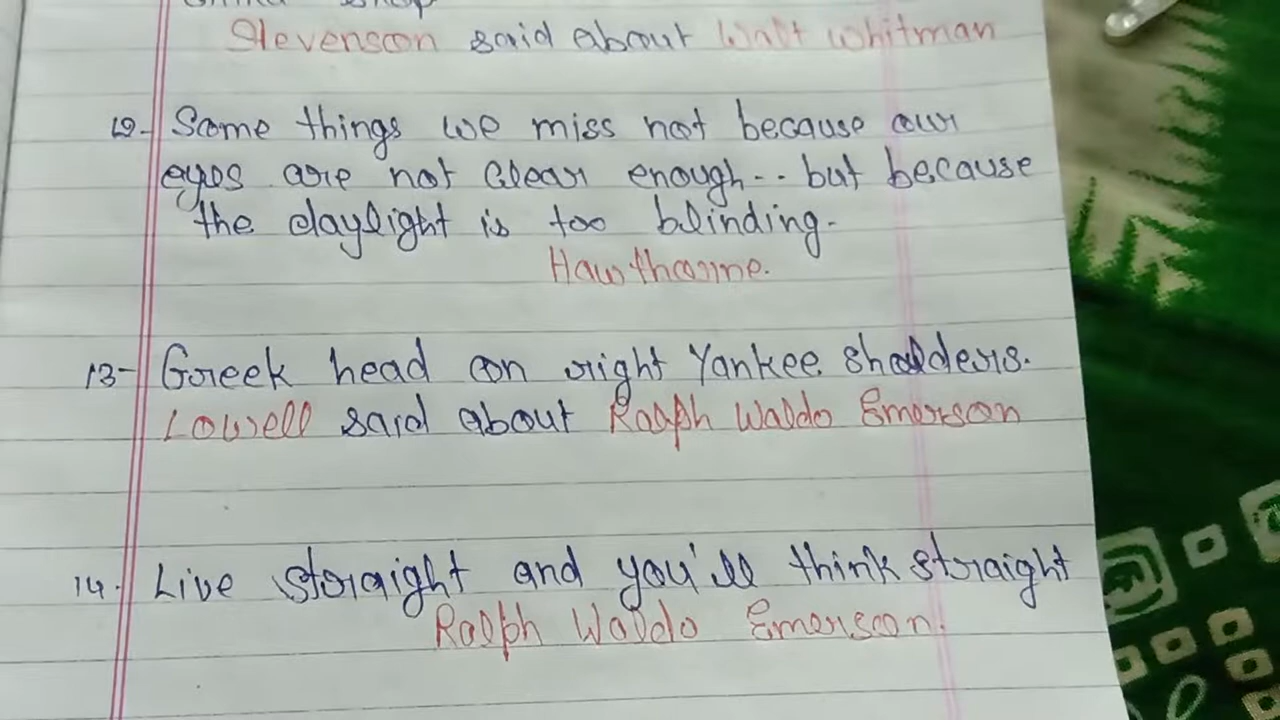 Stevenson said about Walt Whitman
12- Some things we miss not because our
eyes are not clear enough-- but because
the daylight is too blinding-
Hawthorne.
13- Greek head on right Yankee sholders.
Lowell said about Ralph Waldo Emerson
14. Live straight and you'll think straight
Ralph Waldo Emerson.